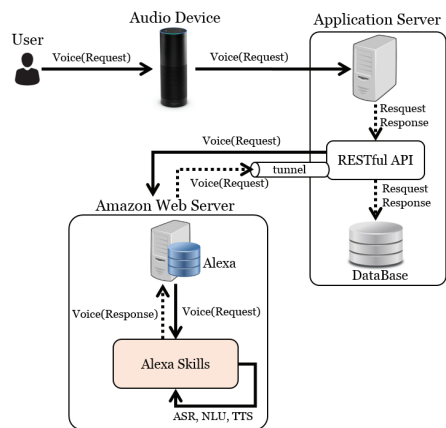 Application Server
Audio Device
User
Voice(Request)
Voice(Request)
Resquest
Response
Voice(Request)
RESTful API
tunnel
Voice(Request)
Resquest
Response
Amazon Web Server
Alexa
DataBase
Voice(Response)
Voice(Request)
Alexa Skills
ASR, NLU, TTS